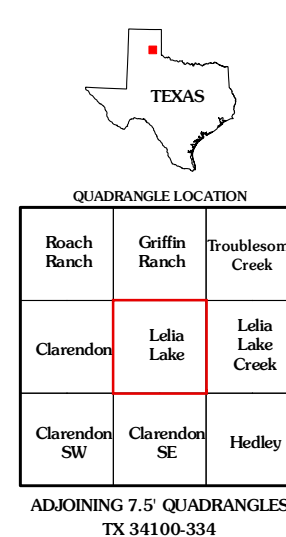 TEXAS
QUADRANGLE LOCATION
Roach
Ranch
Griffin
Ranch
Troublesom
Creek
Clarendon
Lelia
Lake
Lelia
Lake
Creek
Clarendon
SW
Clarendon
SE
Hedley
ADJOINING 7.5' QUADRANGLES
TX 34100-334